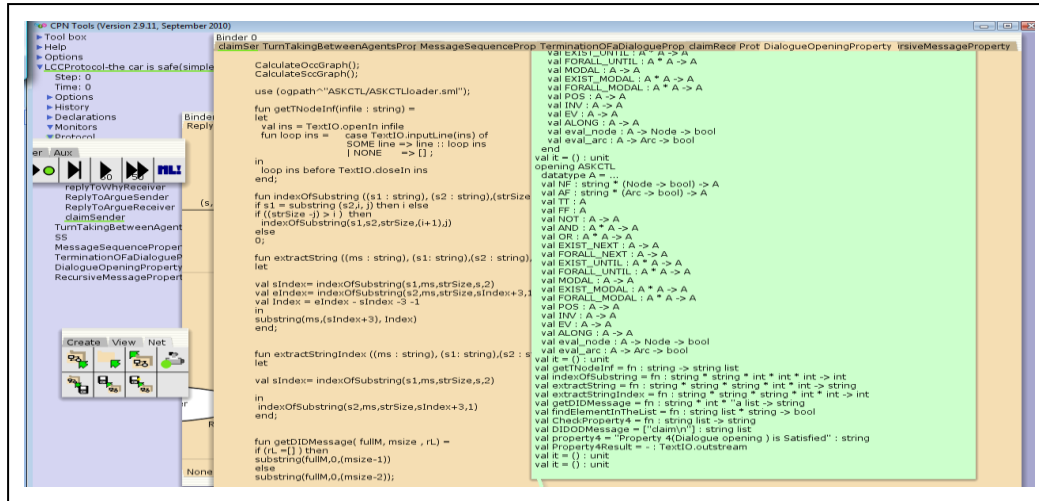 CPN Tools (Version 2.9.11, September 2010)
Tool box
Help
Options
LCCProtocol-the car is safe(simple
Step: 0
Time: 0
Options
History
Declarations
Monitors
Protocol
er Aux
ML!
replyToWhyReceiver
ReplyToArgueSender
ReplyToArgueReceiver
claimSender
TurnTakingBetweenAgent
SS
MessageSequenceProper
TerminationOfaDialogueP
DialogueOpeningProperty
RecursiveMessagePropert
Create View Net
Binder
Reply
(s,
None
Binder 0
claimSer TurnTakingBetweenAgentsProp MessageSequenceProp TerminationOFaDialogueProp claimRece Prot DialogueOpeningProperty irsiveMessageProperty
CalculateOccGraph();
CalculateSccGraph();
use (ogpath^"ASKCTL/ASKCTLloader.sml");
fun getTNodeInf(infile : string) =
let
val ins = TextIO.openIn infile
fun loop ins = case TextIO.inputLine(ins) of
SOME line => line :: loop ins
| NONE => [] ;
in
loop ins before TextIO.closeIn ins
end;
fun indexOfSubstring ((s1 : string), (s2 : string),(strSize
if s1 = substring (s2,i, j) then i else
if ((strSize -j) > i ) then
indexOfSubstring(s1,s2,strSize,(i+1),j)
else
0;
fun extractString ((ms : string), (s1: string),(s2 : string),
let
val sIndex= indexOfSubstring(s1,ms,strSize,s,2)
val eIndex= indexOfSubstring(s2,ms,strSize,sIndex+3,1
val Index = eIndex - sIndex -3 -1
in
substring(ms,(sIndex+3), Index)
end;
fun extractStringIndex ((ms : string), (s1: string),(s2 : s
let
val sIndex= indexOfSubstring(s1,ms,strSize,s,2)
in
indexOfSubstring(s2,ms,strSize,sIndex+3,1)
end;
fun getDIDMessage( fullM, msize , rL) =
if (rL =[] ) then
substring(fullM,0,(msize-1))
else
substring(fullM,0,(msize-2));
val EXIST_UNTIL : A * A -> A
val FORALL_UNTIL : A * A -> A
val MODAL : A -> A
val EXIST_MODAL : A * A -> A
val FORALL_MODAL : A * A -> A
val POS : A -> A
val INV : A -> A
val EV : A -> A
val ALONG : A -> A
val eval_node : A -> Node -> bool
val eval_arc : A -> Arc -> bool
end
val it = () : unit
opening ASKCTL
datatype A = ...
val NF : string * (Node -> bool) -> A
val AF : string * (Arc -> bool) -> A
val TT : A
val FF : A
val NOT : A -> A
val AND : A * A -> A
val OR : A * A -> A
val EXIST_NEXT : A -> A
val FORALL_NEXT : A -> A
val EXIST_UNTIL : A * A -> A
val FORALL_UNTIL : A * A -> A
val MODAL : A -> A
val EXIST_MODAL : A * A -> A
val FORALL_MODAL : A * A -> A
val POS : A -> A
val INV : A -> A
val EV : A -> A
val ALONG : A -> A
val eval_node : A -> Node -> bool
val eval_arc : A -> Arc -> bool
val it = () : unit
val getTNodeInf = fn : string -> string list
val indexOfSubstring = fn : string * string * int * int * int -> int
val extractString = fn : string * string * string * int * int -> string
val extractStringIndex = fn : string * string * string * int * int -> int
val getDIDMessage = fn : string * int * ''a list -> string
val findElementInTheList = fn : string list * string -> bool
val CheckProperty4 = fn : string list -> string
val DIDODMessage = ["claim\n"] : string list
val property4 = "Property 4(Dialogue opening ) is Satisfied" : string
val Property4Result = - : TextIO.outstream
val it = () : unit
val it = () : unit